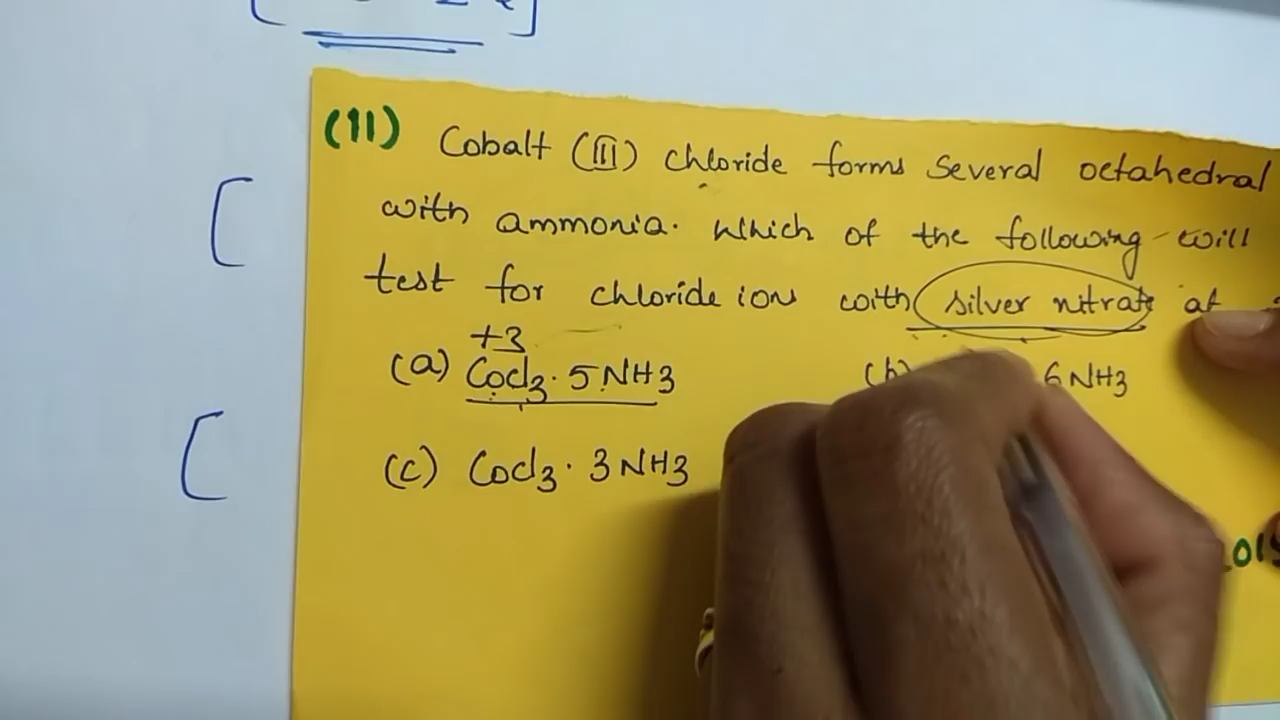 (11) Cobalt (III) chloride forms several octahedral
with ammonia. Which of the following will
test for chloride ions with silver nitrate at
+3
(a) CoCl3. 5NH3 (b) 6NH3
(c) CoCl3. 3NH3